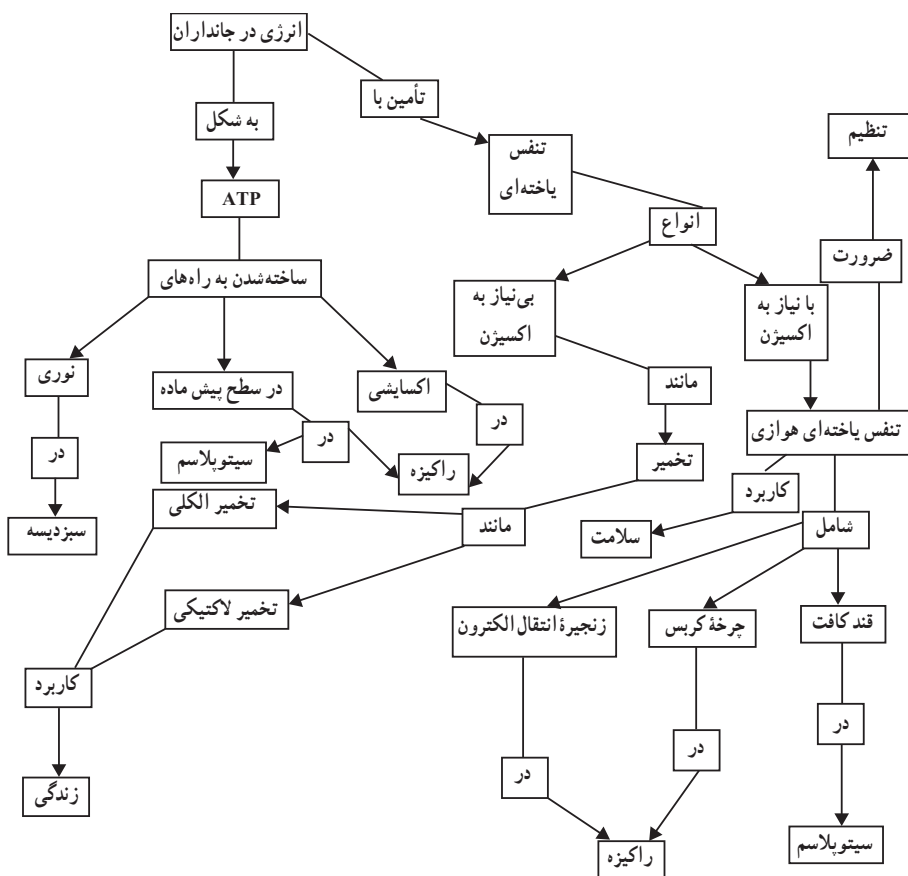 انرژی در جانداران
تأمین با
به شکل
تنفس
یاخته‌ای
تنظیم
ATP
انواع
ضرورت
ساخته‌شدن به راه‌های
بی‌نیاز به
اکسیژن
با نیاز به
اکسیژن
نوری
در سطح پیش ماده
اکسایشی
مانند
در
در
در
تنفس یاخته‌ای هوازی
سیتوپلاسم
راکیزه
تخمیر
کاربرد
سبزدیسه
تخمیر الکلی
مانند
سلامت
شامل
تخمیر لاکتیکی
زنجیرهٔ انتقال الکترون
چرخهٔ کربس
قند کافت
کاربرد
در
در
در
زندگی
راکیزه
سیتوپلاسم